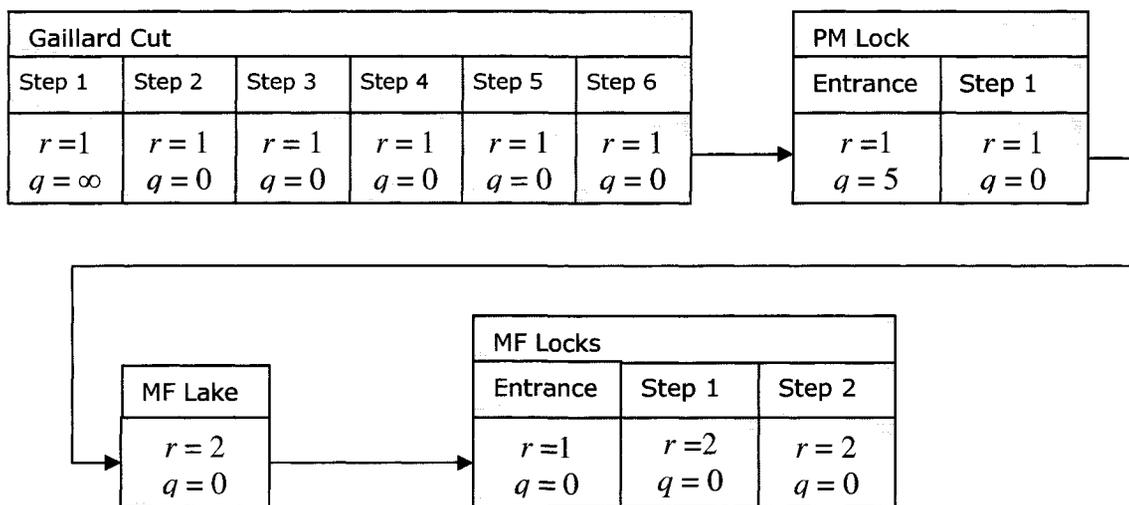 Gaillard Cut
Step 1 Step 2 Step 3 Step 4 Step 5 Step 6
r =1 r = 1 r = 1 r = 1 r = 1 r = 1
q = ∞ q = 0 q = 0 q = 0 q = 0 q = 0
PM Lock
Entrance Step 1
r =1 r = 1
q = 5 q = 0
MF Lake
r = 2
q = 0
MF Locks
Entrance Step 1 Step 2
r =1 r =2 r = 2
q = 0 q = 0 q = 0